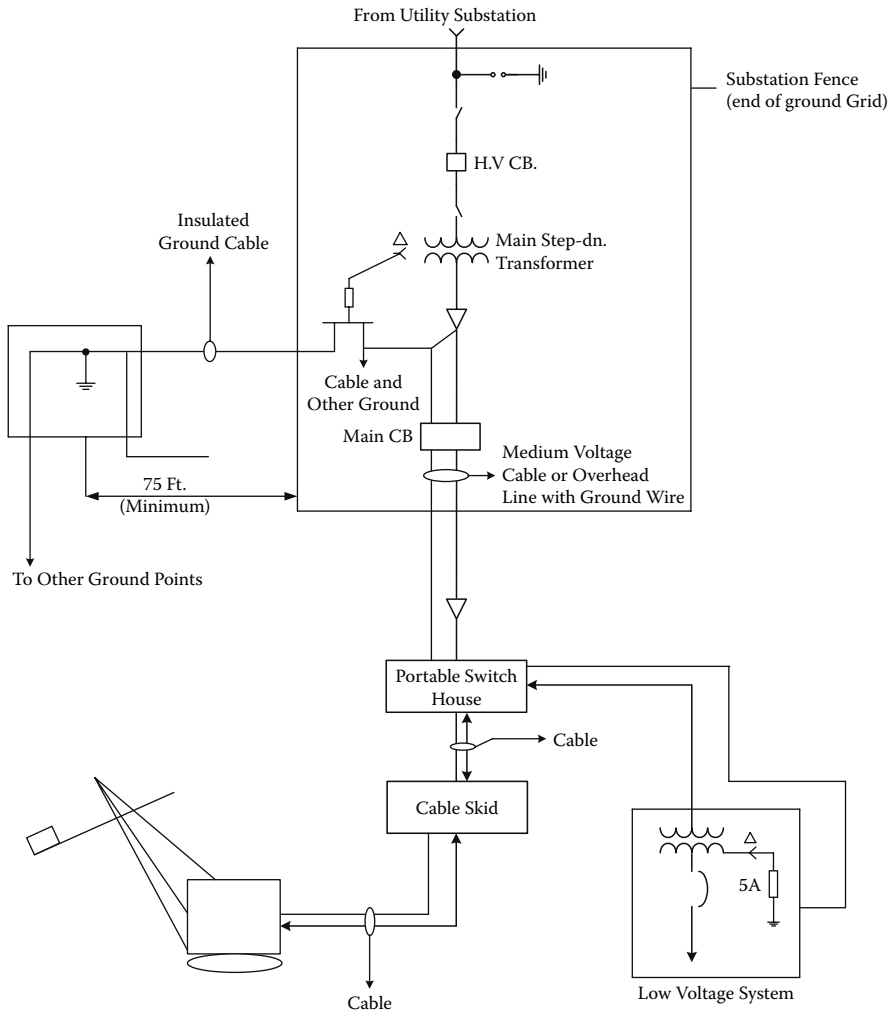 From Utility Substation
Substation Fence
(end of ground Grid)
H.V CB.
Insulated
Ground Cable
Main Step-dn.
Transformer
Cable and
Other Ground
Main CB
Medium Voltage
Cable or Overhead
Line with Ground Wire
75 Ft.
(Minimum)
To Other Ground Points
Portable Switch
House
Cable
Cable Skid
5A
Low Voltage System
Cable